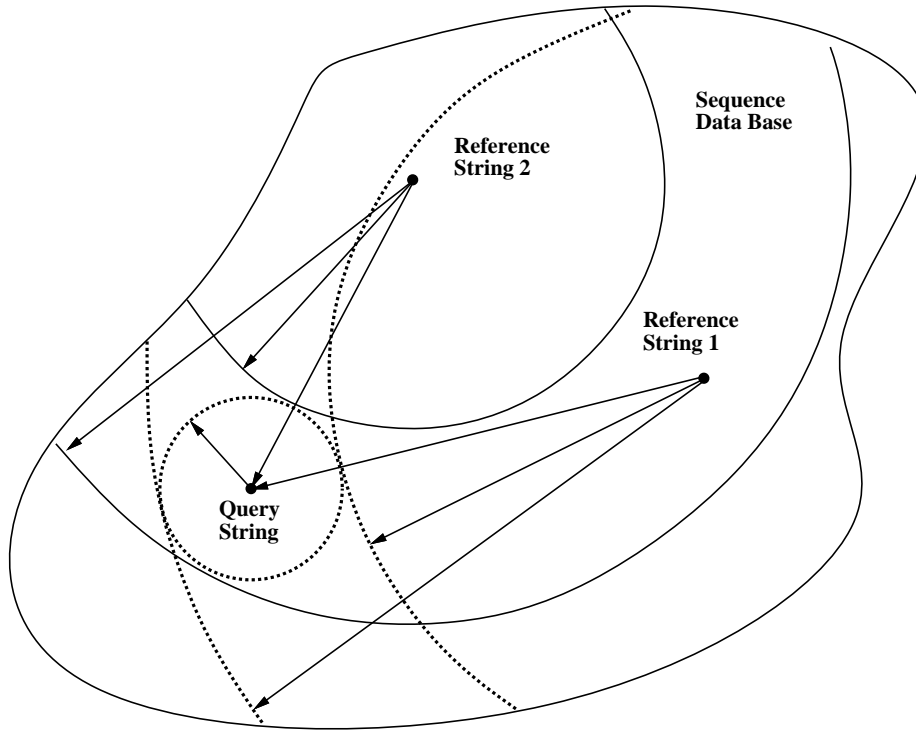 Sequence
Data Base
Reference
String 2
Reference
String 1
Query
String